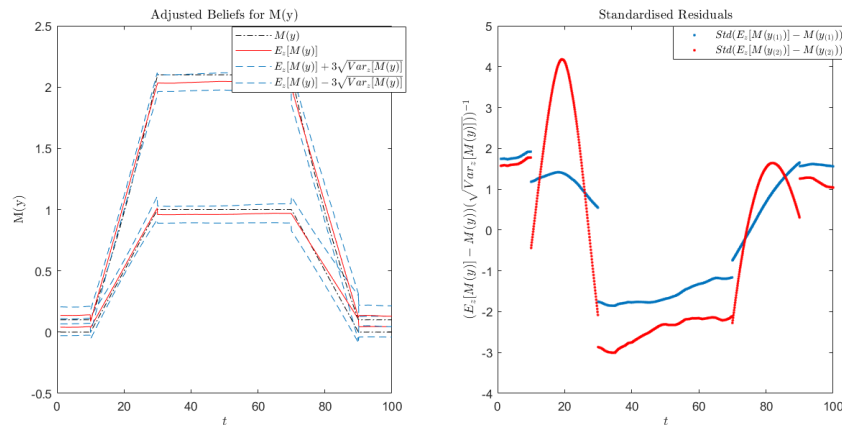 Adjusted Beliefs for M(y)
M(y)
E_z[M(y)]
E_z[M(y)] + 3√Var_z[M(y)]
E_z[M(y)] − 3√Var_z[M(y)]
2.5
2
1.5
1
0.5
0
-0.5
M(y)
0 20 40 60 80 100
t
Standardised Residuals
Std(E_z[M(y_(1))] − M(y_(1)))
Std(E_z[M(y_(2))] − M(y_(2)))
5
4
3
2
1
0
-1
-2
-3
-4
(E_z[M(y)] − M(y))(√Var_z[M(y)]))^−1
0 20 40 60 80 100
t